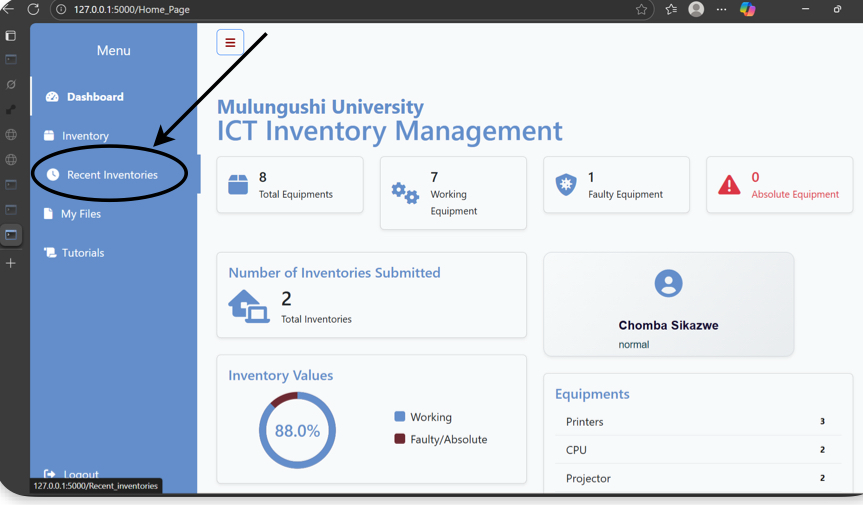 127.0.0.1:5000/Home_Page
Menu
Dashboard
Inventory
Recent Inventories
My Files
Tutorials
Logout
127.0.0.1:5000/Recent_inventories
Mulungushi University
ICT Inventory Management
8
Total Equipments
7
Working
Equipment
1
Faulty Equipment
0
Absolute Equipment
Number of Inventories Submitted
2
Total Inventories
Chomba Sikazwe
normal
Inventory Values
88.0%
Working
Faulty/Absolute
Equipments
Printers 3
CPU 2
Projector 2